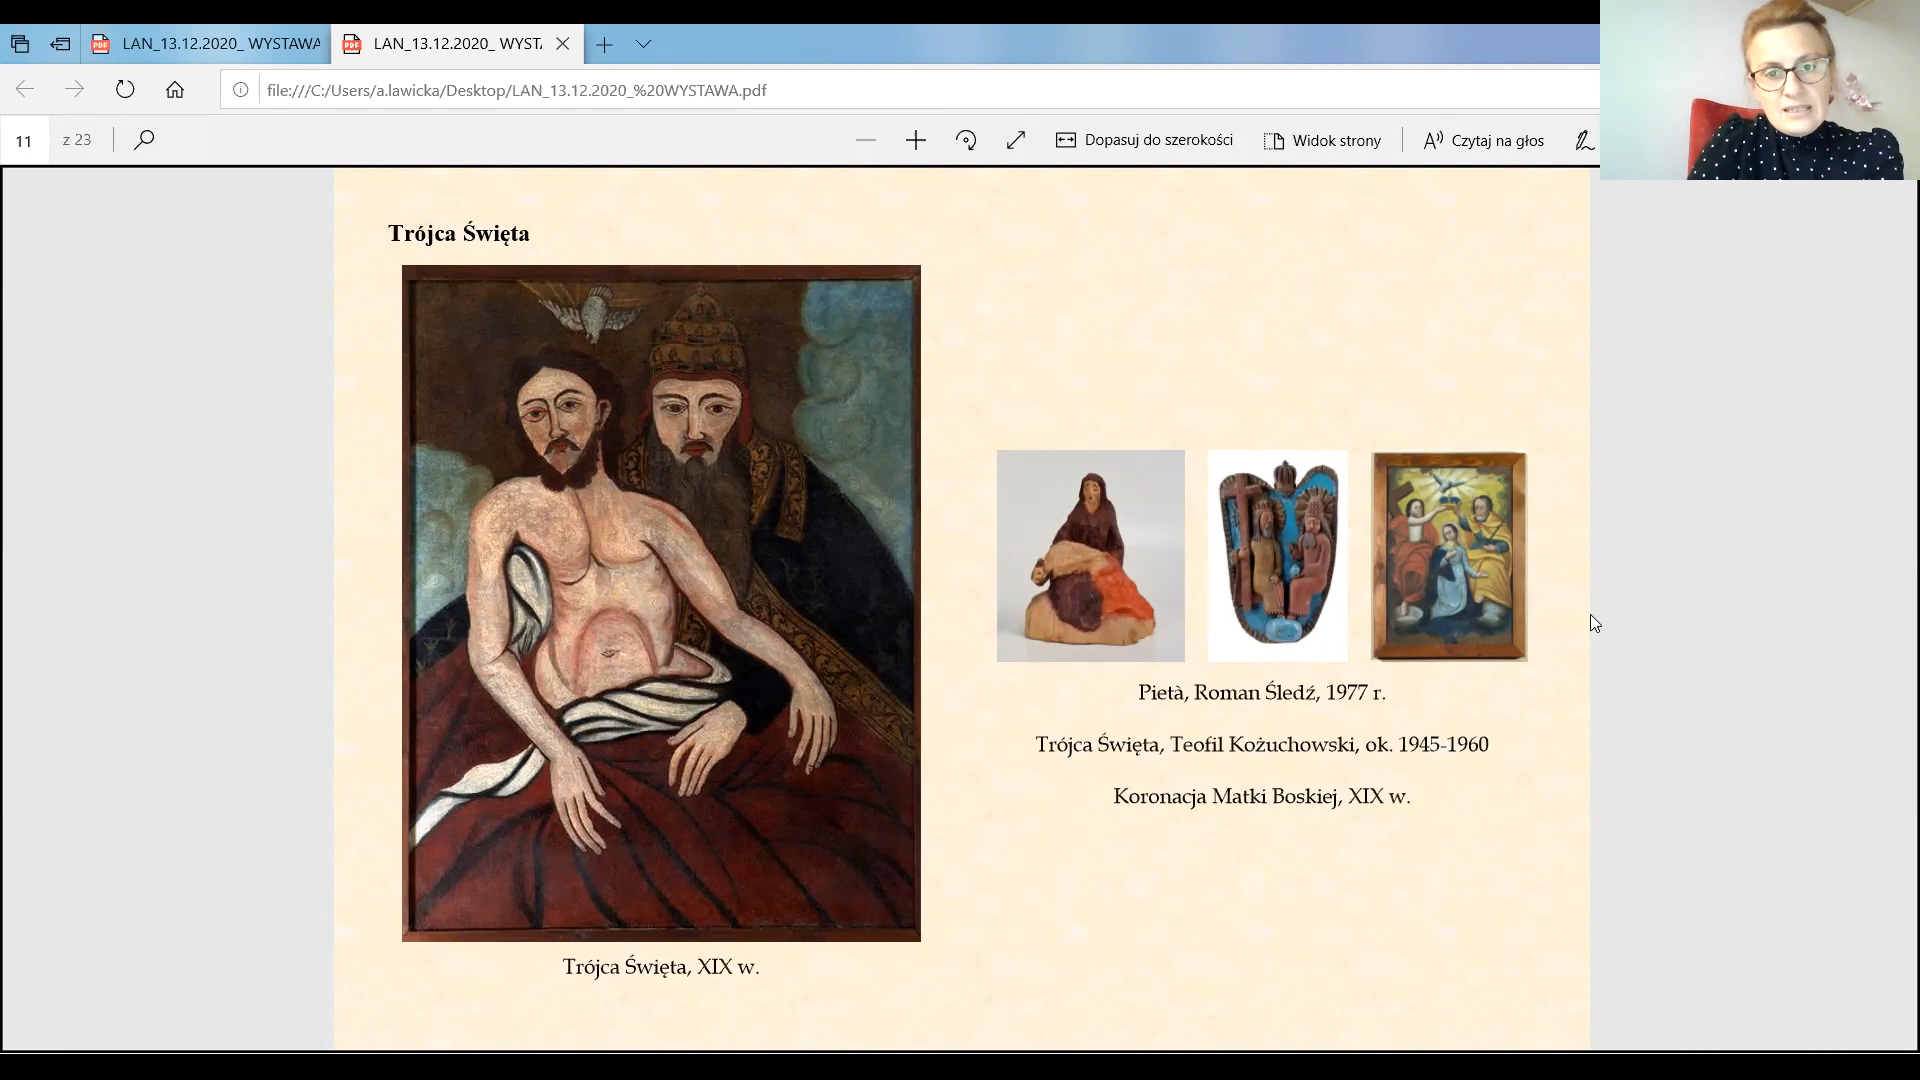 LAN_13.12.2020_ WYSTAWA
LAN_13.12.2020_ WYST
file:///C:/Users/a.lawicka/Desktop/LAN_13.12.2020_%20WYSTAWA.pdf
11
z 23
Dopasuj do szerokości
Widok strony
Czytaj na głos
Trójca Święta
Pietà, Roman Śledź, 1977 r.
Trójca Święta, Teofil Kożuchowski, ok. 1945-1960
Koronacja Matki Boskiej, XIX w.
Trójca Święta, XIX w.